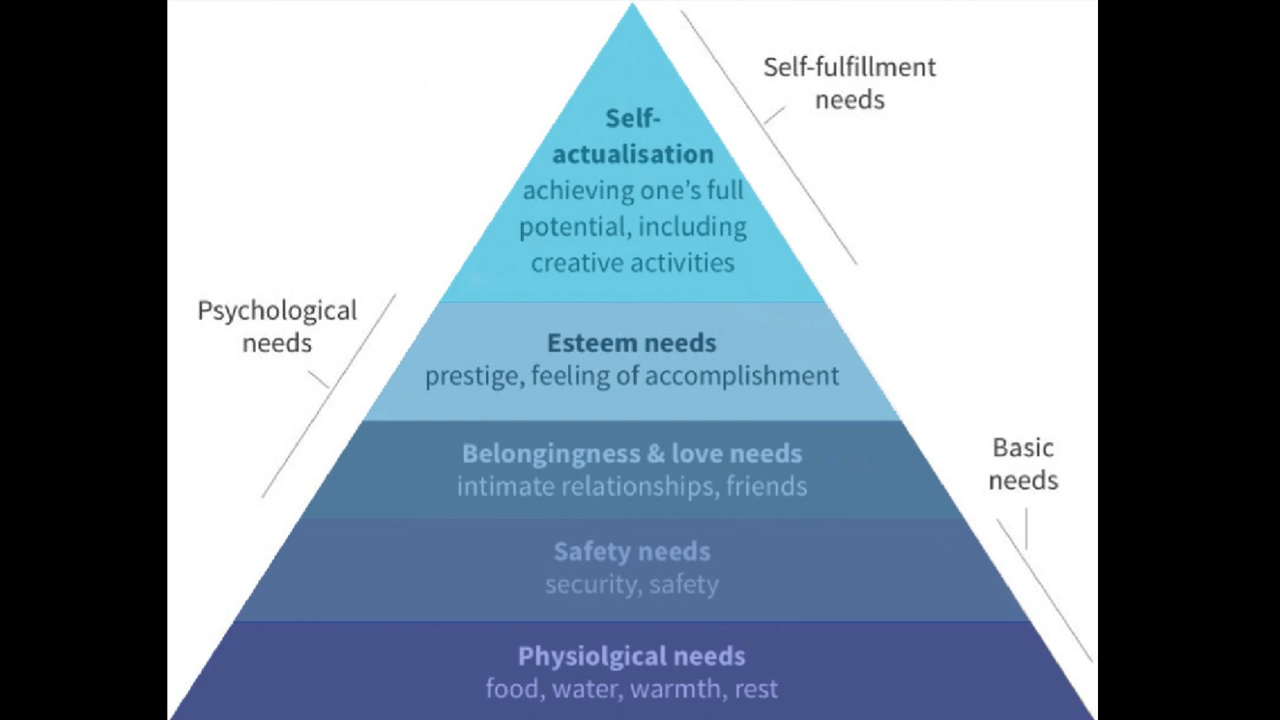 Self-fulfillment
needs
Self-
actualisation
achieving one's full
potential, including
creative activities
Psychological
needs
Esteem needs
prestige, feeling of accomplishment
Belongingness & love needs
intimate relationships, friends
Basic
needs
Safety needs
security, safety
Physiolgical needs
food, water, warmth, rest